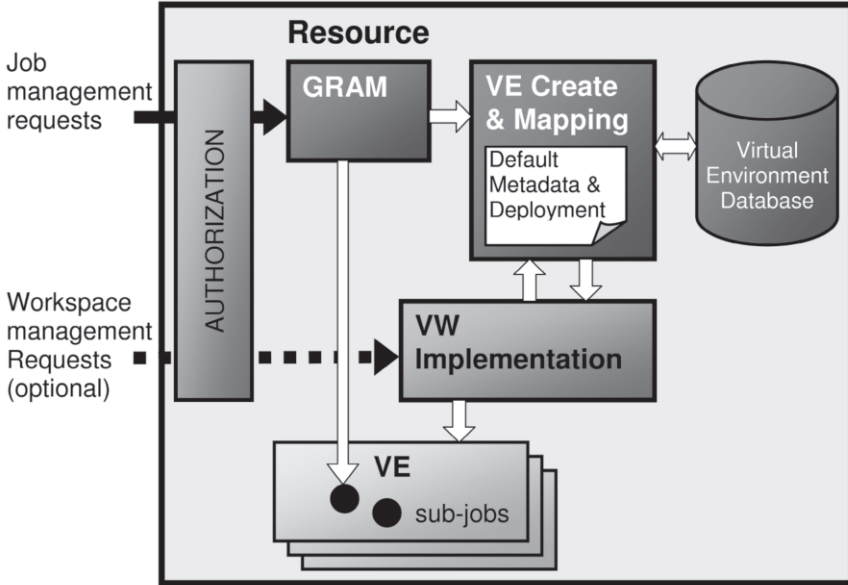 Resource
Job
management
requests
GRAM
VE Create
& Mapping
Default
Metadata &
Deployment
Virtual
Environment
Database
AUTHORIZATION
Workspace
management
Requests
(optional)
VW
Implementation
VE
sub-jobs